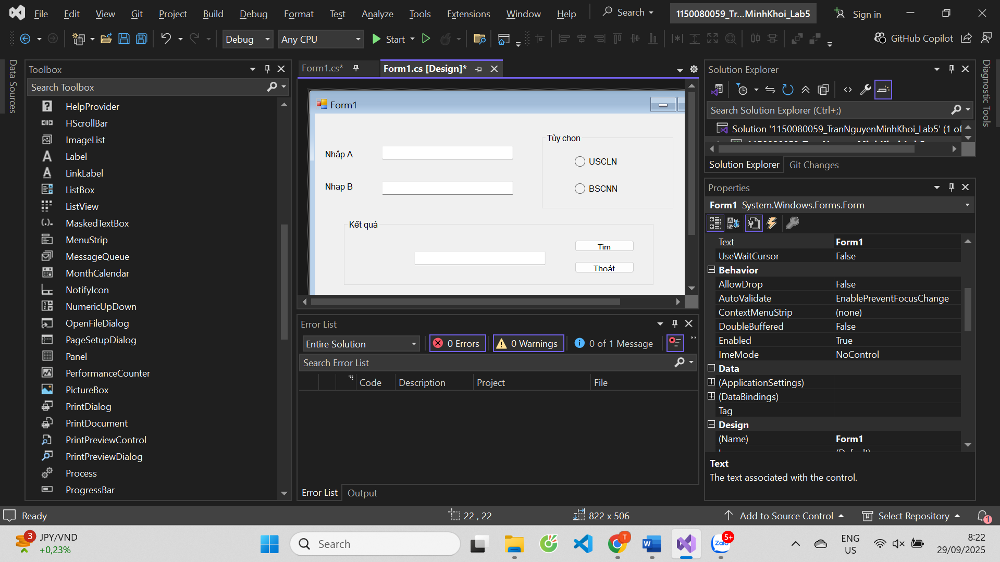 File Edit View Git Project Build Debug Format Test Analyze Tools Extensions Window Help Search 1150080059_Tr...MinhKhoi_Lab5 Sign in
Debug Any CPU Start GitHub Copilot
Data Sources
Toolbox
Search Toolbox
HelpProvider
HScrollBar
ImageList
Label
LinkLabel
ListBox
ListView
MaskedTextBox
MenuStrip
MessageQueue
MonthCalendar
NotifyIcon
NumericUpDown
OpenFileDialog
PageSetupDialog
Panel
PerformanceCounter
PictureBox
PrintDialog
PrintDocument
PrintPreviewControl
PrintPreviewDialog
Process
ProgressBar
Form1.cs* Form1.cs [Design]*
Form1
Nhập A
Nhap B
Tùy chọn
USCLN
BSCNN
Kết quả
Tìm
Thoát
Error List
Entire Solution 0 Errors 0 Warnings 0 of 1 Message
Search Error List
Code Description Project File
Error List Output
Solution Explorer
Search Solution Explorer (Ctrl+;)
Solution '1150080059_TranNguyenMinhKhoi_Lab5' (1 of
Solution Explorer Git Changes
Properties
Form1 System.Windows.Forms.Form
Text Form1
UseWaitCursor False
Behavior
AllowDrop False
AutoValidate EnablePreventFocusChange
ContextMenuStrip (none)
DoubleBuffered False
Enabled True
ImeMode NoControl
Data
(ApplicationSettings)
(DataBindings)
Tag
Design
(Name) Form1
Text
The text associated with the control.
Diagnostic Tools
Ready 22 , 22 822 x 506 Add to Source Control Select Repository 1
3 JPY/VND
+0,23%
Search
T
5+
Zalo
ENG
US
8:22
29/09/2025